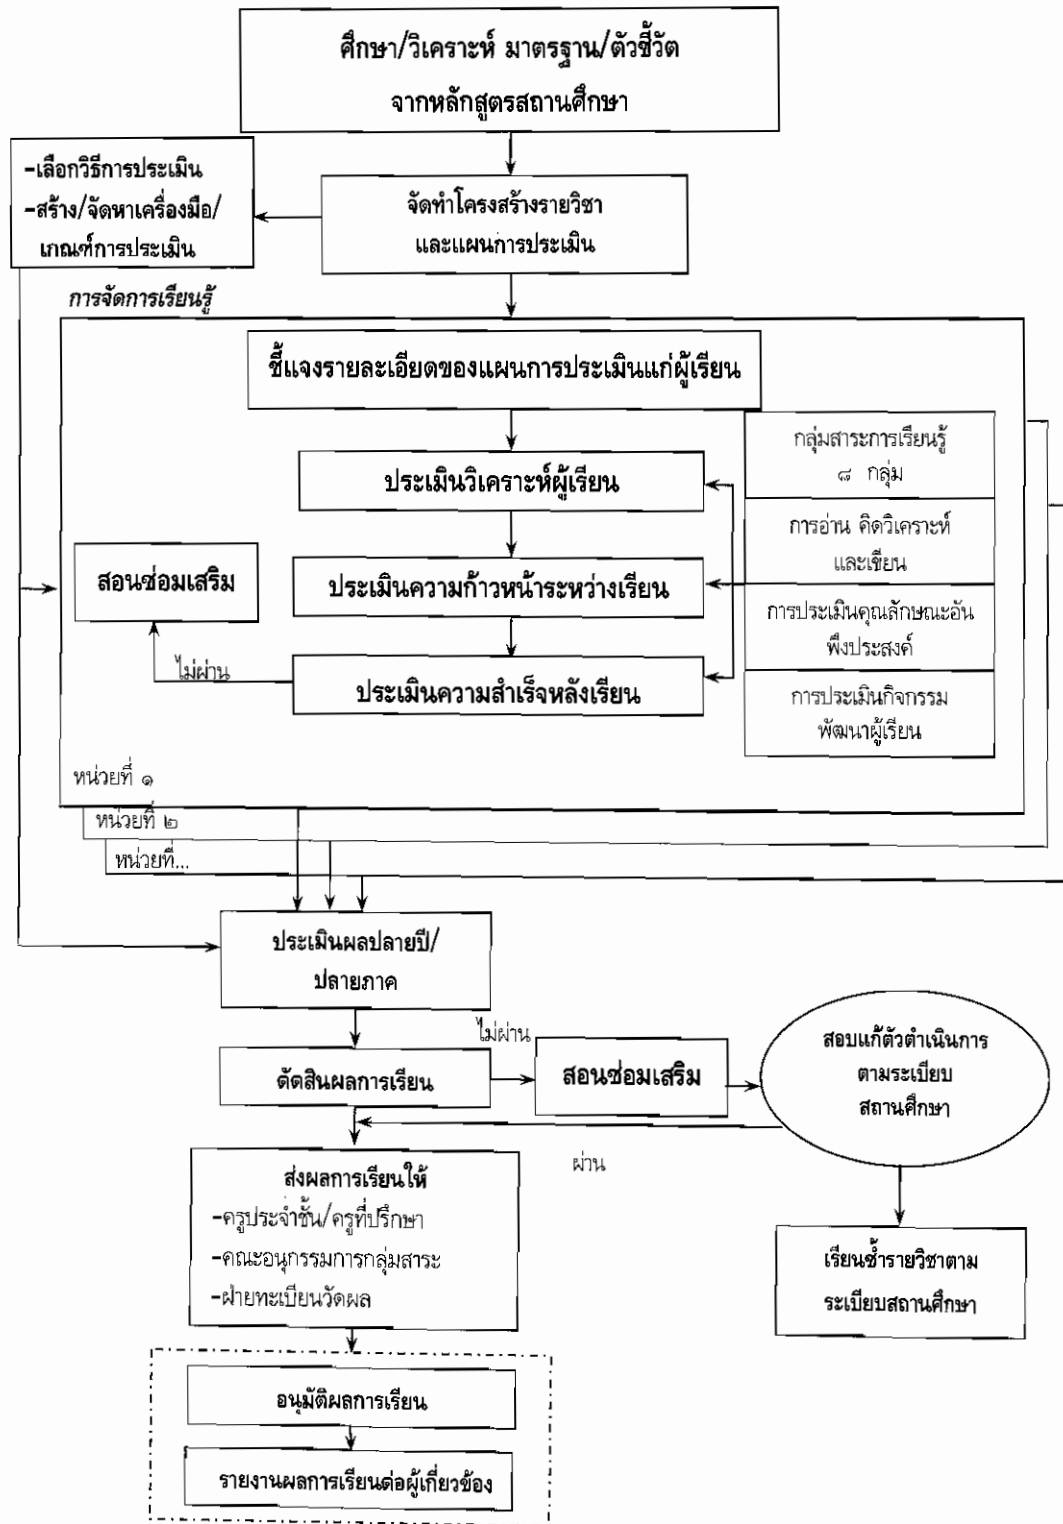 ศึกษา/วิเคราะห์ มาตรฐาน/ตัวชี้วัด
จากหลักสูตรสถานศึกษา
-เลือกวิธีการประเมิน
-สร้าง/จัดหาเครื่องมือ/
เกณฑ์การประเมิน
จัดทำโครงสร้างรายวิชา
และแผนการประเมิน
การจัดการเรียนรู้
ชี้แจงรายละเอียดของแผนการประเมินแก่ผู้เรียน
ประเมินวิเคราะห์ผู้เรียน
กลุ่มสาระการเรียนรู้
๘ กลุ่ม
การอ่าน คิดวิเคราะห์
และเขียน
สอนซ่อมเสริม
ประเมินความก้าวหน้าระหว่างเรียน
การประเมินคุณลักษณะอัน
พึงประสงค์
ไม่ผ่าน
ประเมินความสำเร็จหลังเรียน
การประเมินกิจกรรม
พัฒนาผู้เรียน
หน่วยที่ ๑
หน่วยที่ ๒
หน่วยที่...
ประเมินผลปลายปี/
ปลายภาค
ไม่ผ่าน
ตัดสินผลการเรียน
สอนซ่อมเสริม
สอบแก้ตัวดำเนินการ
ตามระเบียบ
สถานศึกษา
ผ่าน
ส่งผลการเรียนให้
-ครูประจำชั้น/ครูที่ปรึกษา
-คณะอนุกรรมการกลุ่มสาระ
-ฝ่ายทะเบียนวัดผล
เรียนซ้ำรายวิชาตาม
ระเบียบสถานศึกษา
อนุมัติผลการเรียน
รายงานผลการเรียนต่อผู้เกี่ยวข้อง